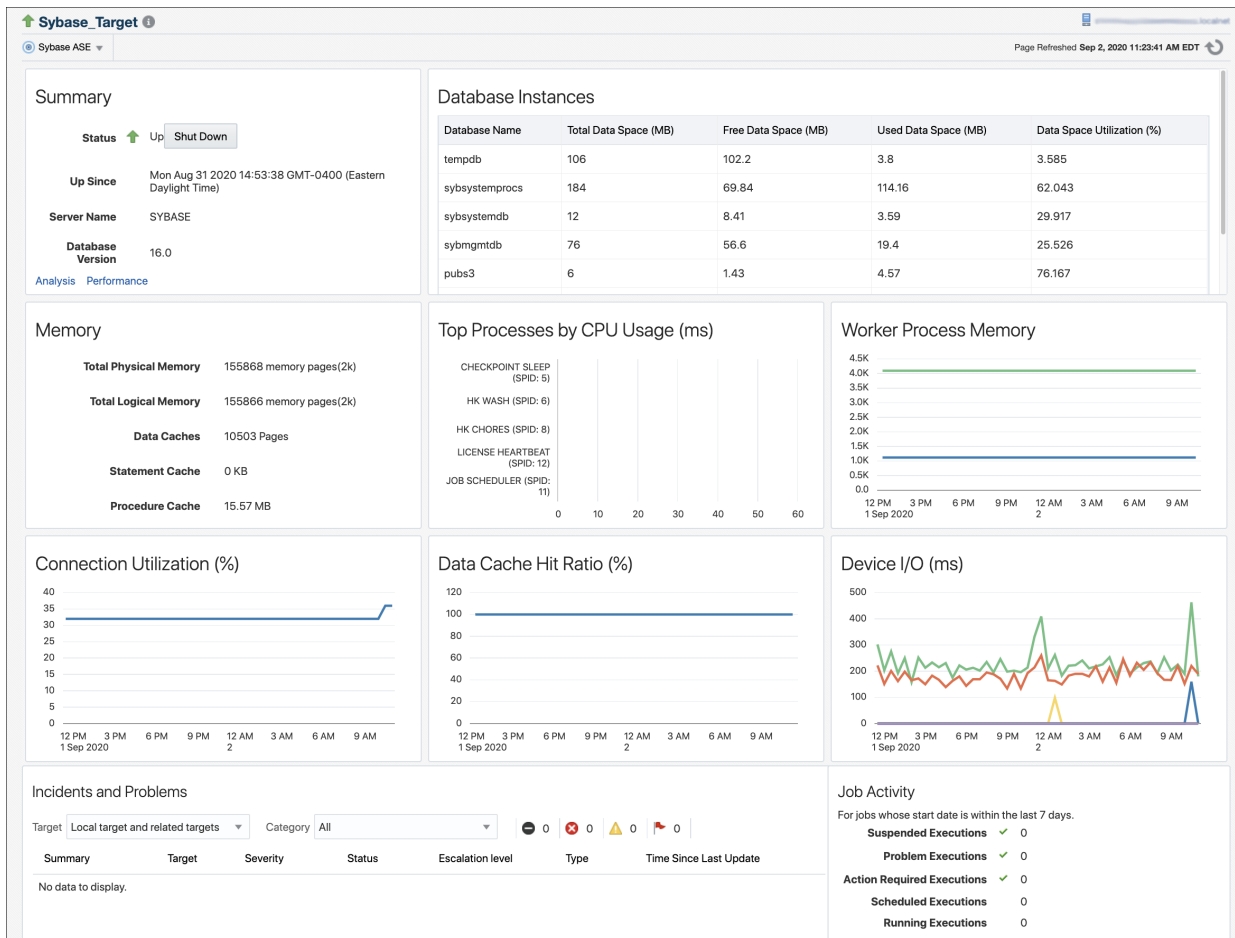 Sybase_Target
Sybase ASE
Page Refreshed Sep 2, 2020 11:23:41 AM EDT
Summary
Status Up Shut Down
Up Since Mon Aug 31 2020 14:53:38 GMT-0400 (Eastern
Daylight Time)
Server Name SYBASE
Database
Version 16.0
Analysis Performance
Database Instances
Database Name Total Data Space (MB) Free Data Space (MB) Used Data Space (MB) Data Space Utilization (%)
tempdb 106 102.2 3.8 3.585
sybsystemprocs 184 69.84 114.16 62.043
sybsystemdb 12 8.41 3.59 29.917
sybmgmtdb 76 56.6 19.4 25.526
pubs3 6 1.43 4.57 76.167
Memory
Total Physical Memory 155868 memory pages(2k)
Total Logical Memory 155866 memory pages(2k)
Data Caches 10503 Pages
Statement Cache 0 KB
Procedure Cache 15.57 MB
Top Processes by CPU Usage (ms)
CHECKPOINT SLEEP
(SPID: 5)
HK WASH (SPID: 6)
HK CHORES (SPID: 8)
LICENSE HEARTBEAT
(SPID: 12)
JOB SCHEDULER (SPID:
11)
0 10 20 30 40 50 60
Worker Process Memory
4.5K
4.0K
3.5K
3.0K
2.5K
2.0K
1.5K
1.0K
0.5K
0.0
12 PM 3 PM 6 PM 9 PM 12 AM 3 AM 6 AM 9 AM
1 Sep 2020 2
Connection Utilization (%)
40
35
30
25
20
15
10
5
0
12 PM 3 PM 6 PM 9 PM 12 AM 3 AM 6 AM 9 AM
1 Sep 2020 2
Data Cache Hit Ratio (%)
120
100
80
60
40
20
0
12 PM 3 PM 6 PM 9 PM 12 AM 3 AM 6 AM 9 AM
1 Sep 2020 2
Device I/O (ms)
500
400
300
200
100
0
12 PM 3 PM 6 PM 9 PM 12 AM 3 AM 6 AM 9 AM
1 Sep 2020 2
Incidents and Problems
Target Local target and related targets Category All 0 0 0 0
Summary Target Severity Status Escalation level Type Time Since Last Update
No data to display.
Job Activity
For jobs whose start date is within the last 7 days.
Suspended Executions 0
Problem Executions 0
Action Required Executions 0
Scheduled Executions 0
Running Executions 0